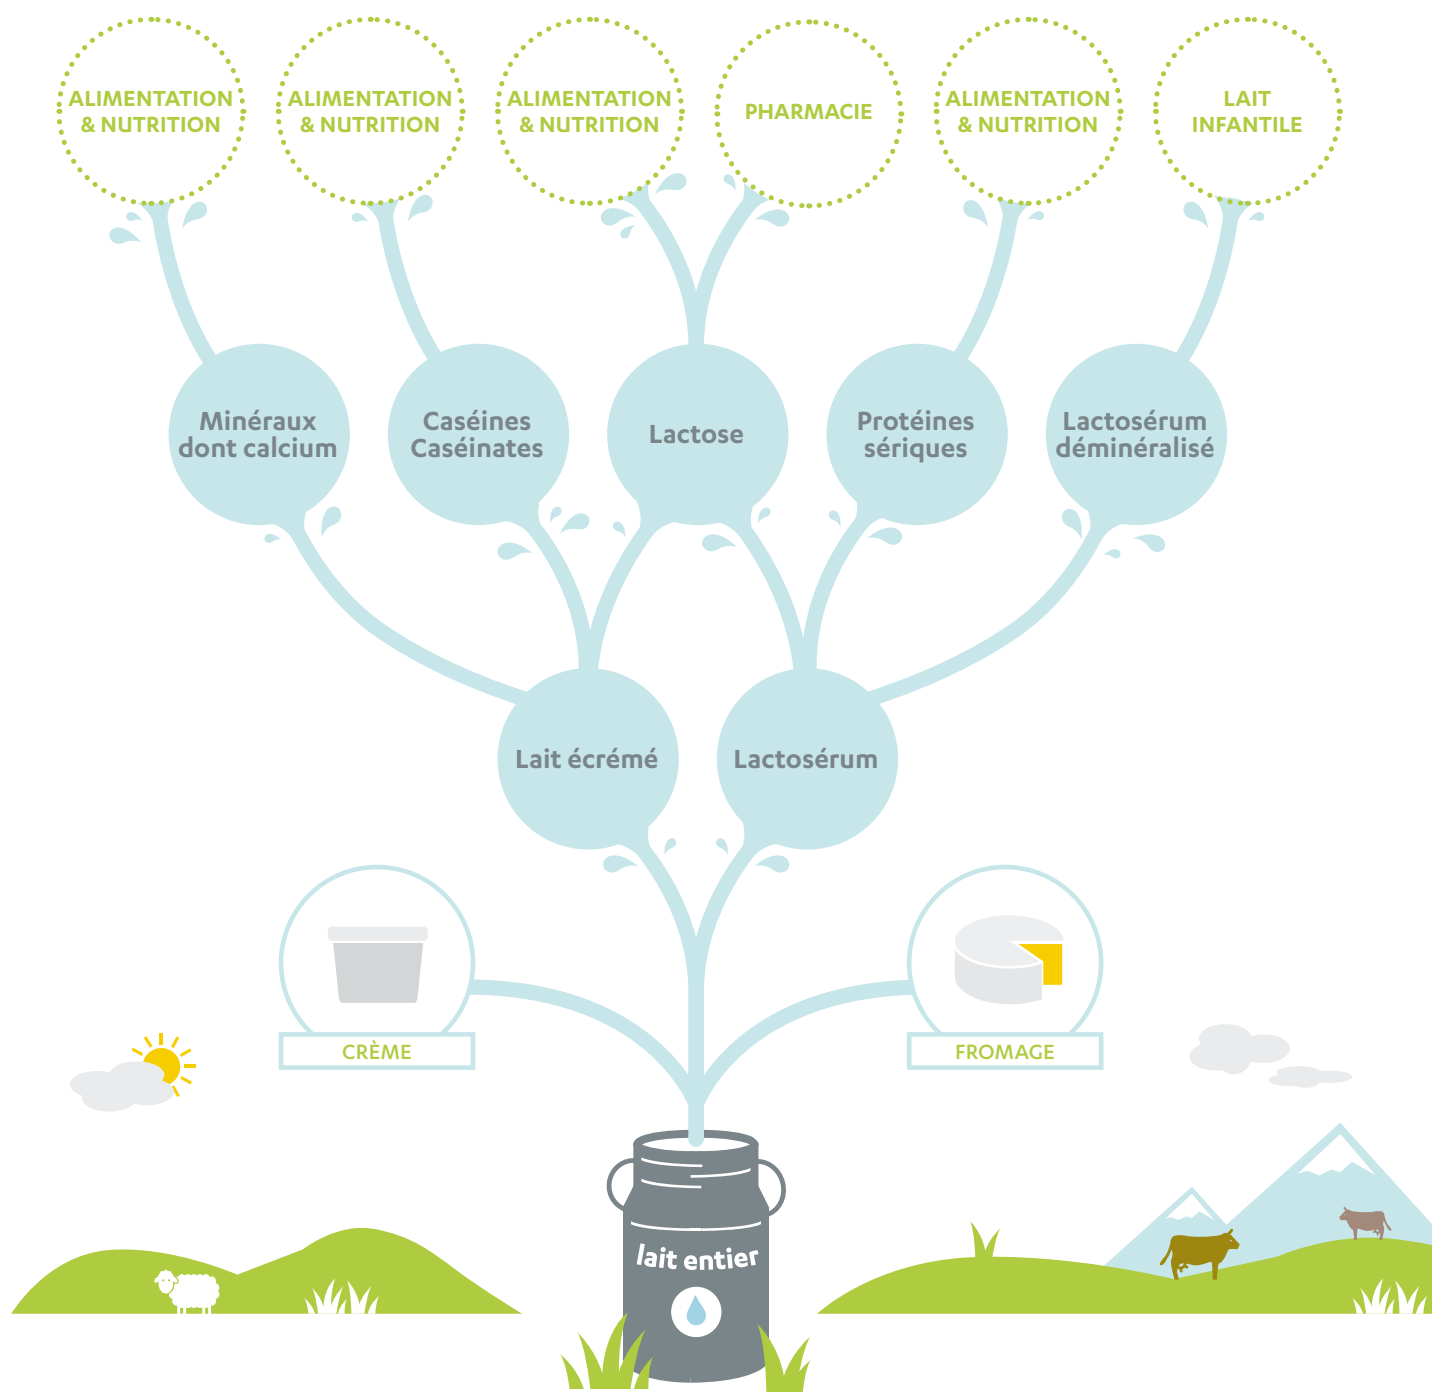 ALIMENTATION
& NUTRITION
ALIMENTATION
& NUTRITION
ALIMENTATION
& NUTRITION
PHARMACIE
ALIMENTATION
& NUTRITION
LAIT
INFANTILE
Minéraux
dont calcium
Caséines
Caséinates
Lactose
Protéines
sériques
Lactosérum
déminéralisé
Lait écrémé
Lactosérum
CRÈME
FROMAGE
lait entier